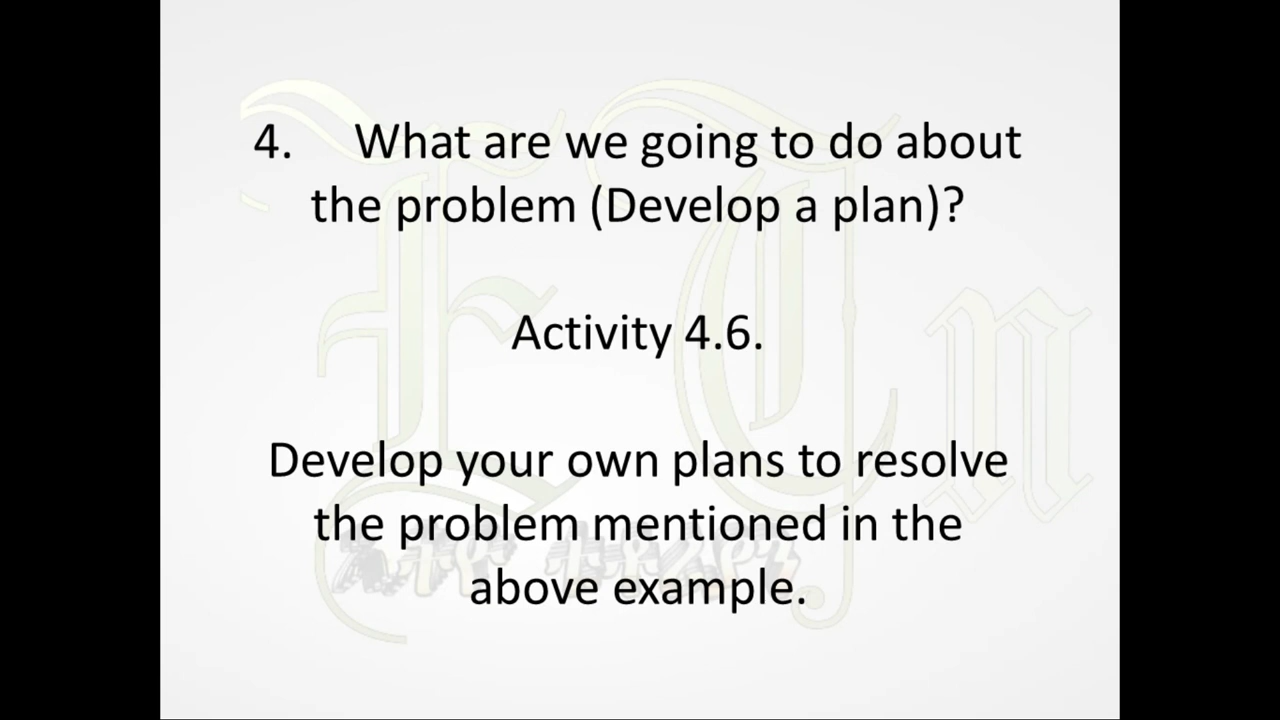 4. What are we going to do about
the problem (Develop a plan)?
Activity 4.6.
Develop your own plans to resolve
the problem mentioned in the
above example.